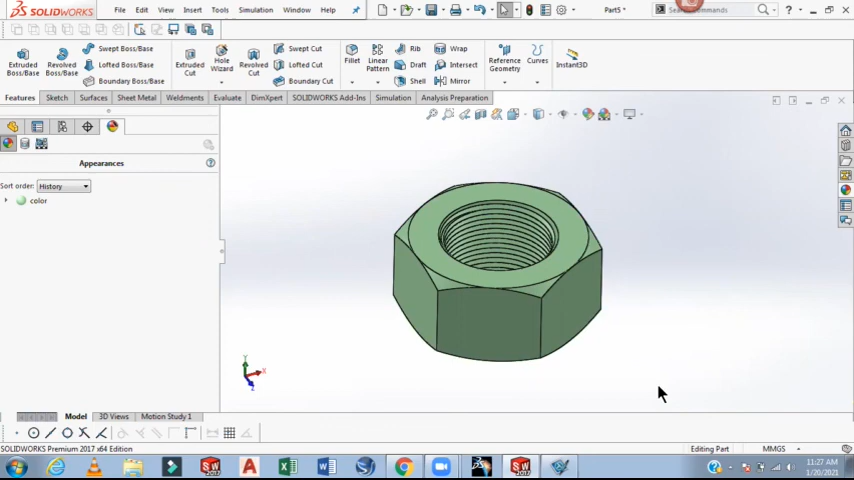 SOLIDWORKS File Edit View Insert Tools Simulation Window Help Part5 * Search Commands ?
Extruded Boss/Base
Revolved Boss/Base
Swept Boss/Base
Lofted Boss/Base
Boundary Boss/Base
Extruded Cut
Hole Wizard
Revolved Cut
Swept Cut
Lofted Cut
Boundary Cut
Fillet
Linear Pattern
Rib
Draft
Shell
Wrap
Intersect
Mirror
Reference Geometry
Curves
Instant3D
Features Sketch Surfaces Sheet Metal Weldments Evaluate DimXpert SOLIDWORKS Add-Ins Simulation Analysis Preparation
Appearances ?
Sort order: History
color
Y
X
Z
Model 3D Views Motion Study 1
SOLIDWORKS Premium 2017 x64 Edition Editing Part MMGS
11:27 AM
1/20/2021